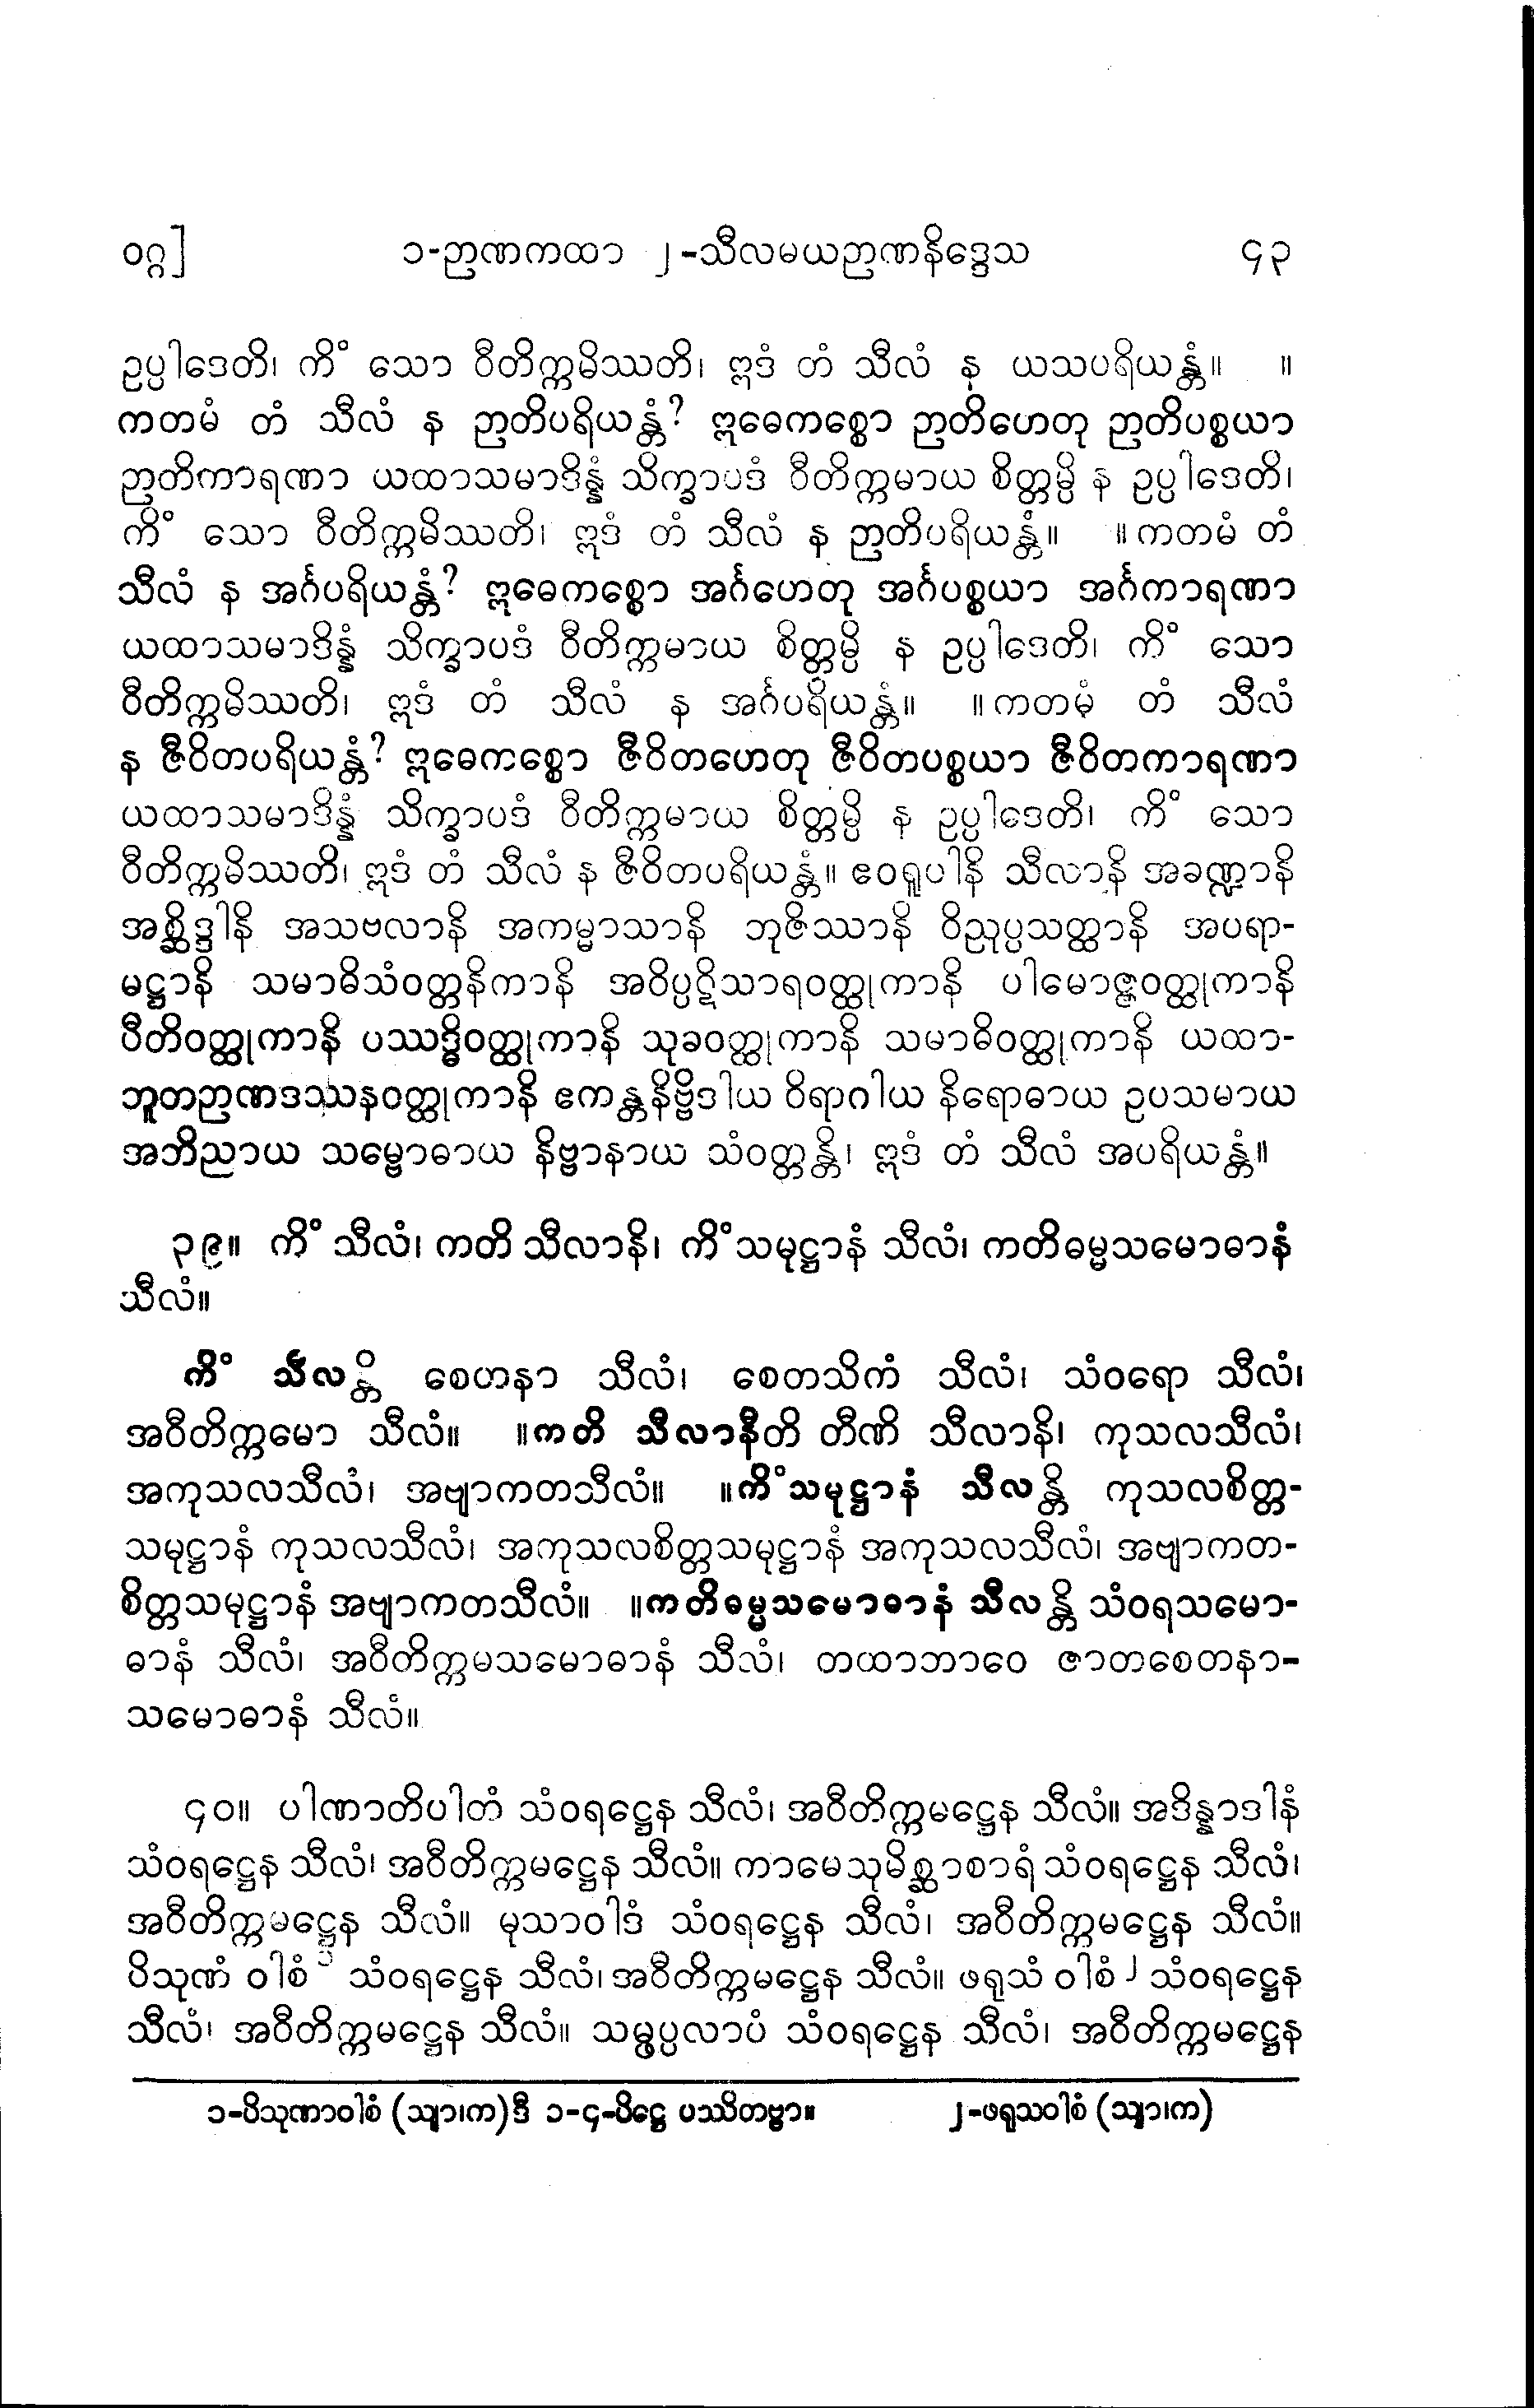 ဝဂ္ဂ]
၁-ဉာဏကထာ ၂-သီလမယဉာဏနိဒ္ဒေသ
၄၃
ဥပ္ပါဒေတိ၊ ကိံ သော ဝီတိက္ကမိဿတိ၊ ဣဒံ တံ သီလံ န ယသပရိယန္တံ။ ။
ကတမံ တံ သီလံ န ဉာတိပရိယန္တံ? ဣဓေကစ္စော ဉာတိဟေတု ဉာတိပစ္စယာ
ဉာတိကာရဏာ ယထာသမာဒိန္နံ သိက္ခာပဒံ ဝီတိက္ကမာယ စိတ္တမ္ပိ န ဥပ္ပါဒေတိ၊
ကိံ သော ဝီတိက္ကမိဿတိ၊ ဣဒံ တံ သီလံ န ဉာတိပရိယန္တံ။ ။ကတမံ တံ
သီလံ န အင်္ဂပရိယန္တံ? ဣဓေကစ္စော အင်္ဂဟေတု အင်္ဂပစ္စယာ အင်္ဂကာရဏာ
ယထာသမာဒိန္နံ သိက္ခာပဒံ ဝီတိက္ကမာယ စိတ္တမ္ပိ န ဥပ္ပါဒေတိ၊ ကိံ သော
ဝီတိက္ကမိဿတိ၊ ဣဒံ တံ သီလံ န အင်္ဂပရိယန္တံ။ ။ကတမံ တံ သီလံ
န ဇီဝိတပရိယန္တံ? ဣဓေကစ္စော ဇီဝိတဟေတု ဇီဝိတပစ္စယာ ဇီဝိတကာရဏာ
ယထာသမာဒိန္နံ သိက္ခာပဒံ ဝီတိက္ကမာယ စိတ္တမ္ပိ န ဥပ္ပါဒေတိ၊ ကိံ သော
ဝီတိက္ကမိဿတိ၊ ဣဒံ တံ သီလံ န ဇီဝိတပရိယန္တံ။ ဧဝရူပါနိ သီလာနိ အခဏ္ဍာနိ
အစ္ဆိဒ္ဒါနိ အသဗလာနိ အကမ္မာသာနိ ဘုဇိဿာနိ ဝိညုပ္ပသတ္ထာနိ အပရာ-
မဋ္ဌာနိ သမာဓိသံဝတ္တနိကာနိ အဝိပ္ပဋိသာရဝတ္ထုကာနိ ပါမောဇ္ဇဝတ္ထုကာနိ
ပီတိဝတ္ထုကာနိ ပဿဒ္ဓိဝတ္ထုကာနိ သုခဝတ္ထုကာနိ သမာဓိဝတ္ထုကာနိ ယထာ-
ဘူတဉာဏဒဿနဝတ္ထုကာနိ ဧကန္တနိဗ္ဗိဒါယ ဝိရာဂါယ နိရောဓာယ ဥပသမာယ
အဘိညာယ သမ္ဗောဓာယ နိဗ္ဗာနာယ သံဝတ္တန္တိ၊ ဣဒံ တံ သီလံ အပရိယန္တံ။
၃၉။ ကိံ သီလံ၊ ကတိ သီလာနိ၊ ကိံသမုဋ္ဌာနံ သီလံ၊ ကတိဓမ္မသမောဓာနံ
သီလံ။
ကိံ သီလန္တိ စေဟနာ သီလံ၊ စေတသိကံ သီလံ၊ သံဝရော သီလံ၊
အဝီတိက္ကမော သီလံ။ ။ကတိ သီလာနီတိ တီဏိ သီလာနိ၊ ကုသလသီလံ၊
အကုသလသီလံ၊ အဗျာကတသီလံ။ ။ကိံသမုဋ္ဌာနံ သီလန္တိ ကုသလစိတ္တ-
သမုဋ္ဌာနံ ကုသလသီလံ၊ အကုသလစိတ္တသမုဋ္ဌာနံ အကုသလသီလံ၊ အဗျာကတ-
စိတ္တသမုဋ္ဌာနံ အဗျာကတသီလံ။ ။ကတိဓမ္မသမောဓာနံ သီလန္တိ သံဝရသမော-
ဓာနံ သီလံ၊ အဝီတိက္ကမသမောဓာနံ သီလံ၊ တထာဘာဝေ ဇာတစေတနာ-
သမောဓာနံ သီလံ။
၄၀။ ပါဏာတိပါတံ သံဝရဋ္ဌေန သီလံ၊ အဝီတိက္ကမဋ္ဌေန သီလံ။ အဒိန္နာဒါနံ
သံဝရဋ္ဌေန သီလံ၊ အဝီတိက္ကမဋ္ဌေန သီလံ။ ကာမေသုမိစ္ဆာစာရံ သံဝရဋ္ဌေန သီလံ၊
အဝီတိက္ကမဋ္ဌေန သီလံ။ မုသာဝါဒံ သံဝရဋ္ဌေန သီလံ၊ အဝီတိက္ကမဋ္ဌေန သီလံ။
ပိသုဏံ ဝါစံ ၁ သံဝရဋ္ဌေန သီလံ၊ အဝီတိက္ကမဋ္ဌေန သီလံ။ ဖရုသံ ဝါစံ ၂ သံဝရဋ္ဌေန
သီလံ၊ အဝီတိက္ကမဋ္ဌေန သီလံ။ သမ္ဖပ္ပလာပံ သံဝရဋ္ဌေန သီလံ၊ အဝီတိက္ကမဋ္ဌေန
၁-ပိသုဏာဝါစံ (သျာ၊က) ဒီ ၁-၄-ပိဋ္ဌေ ပဿိတဗ္ဗာ။ ၂-ဖရုသဝါစံ (သျာ၊က)